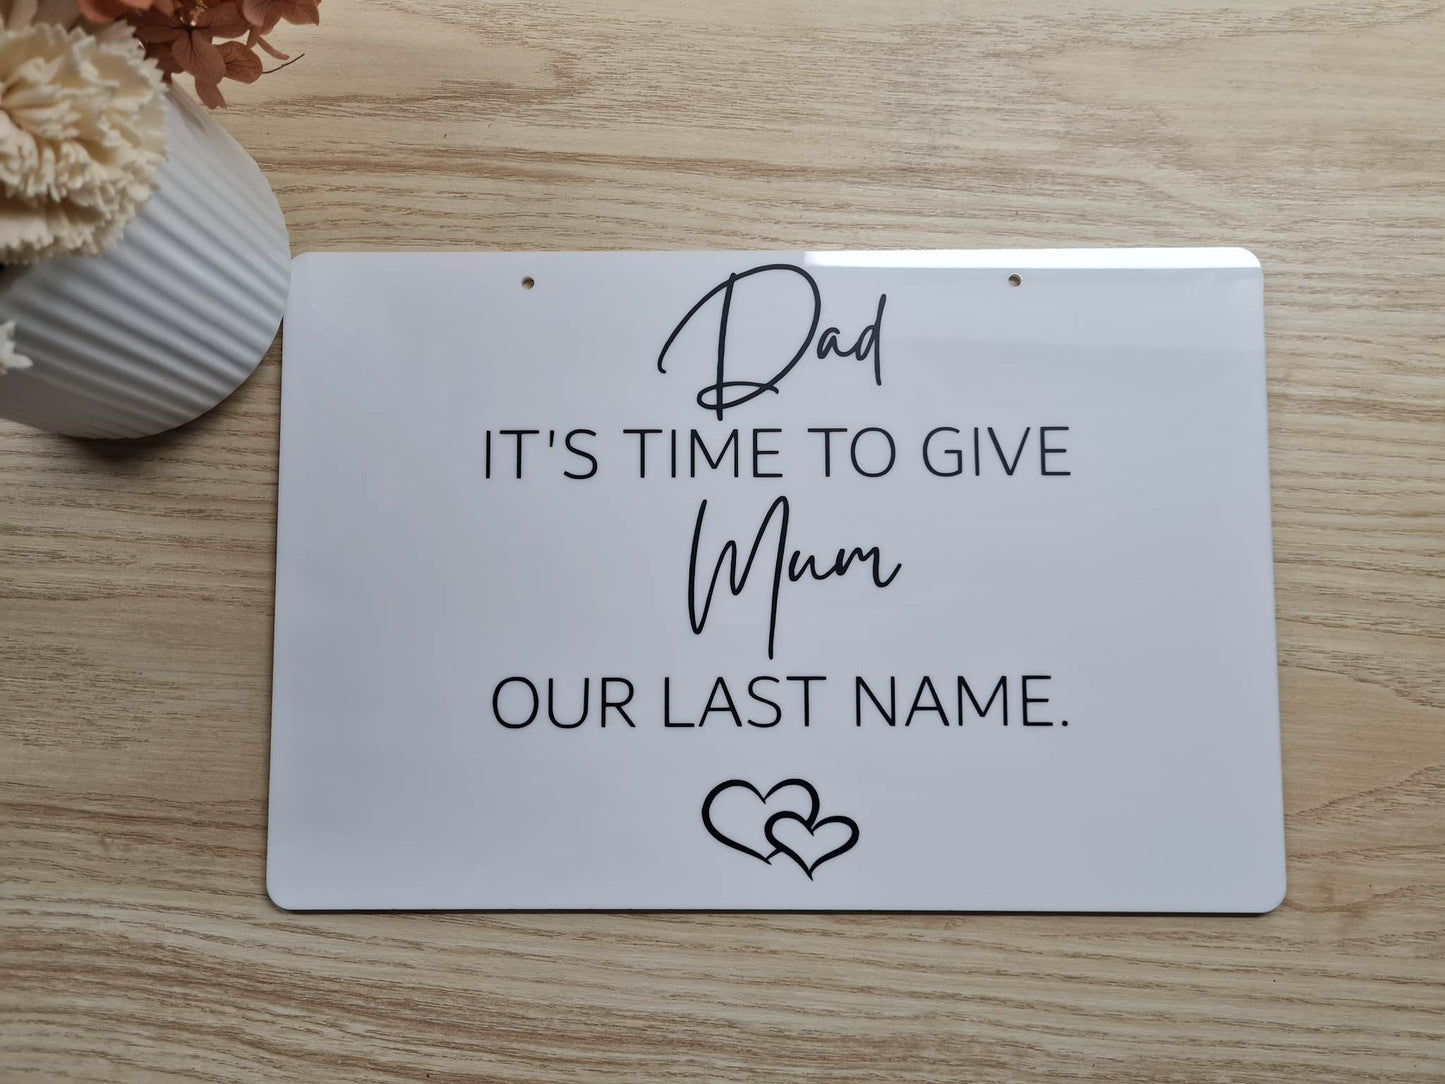 Dad
IT'S TIME TO GIVE
Mum
OUR LAST NAME.